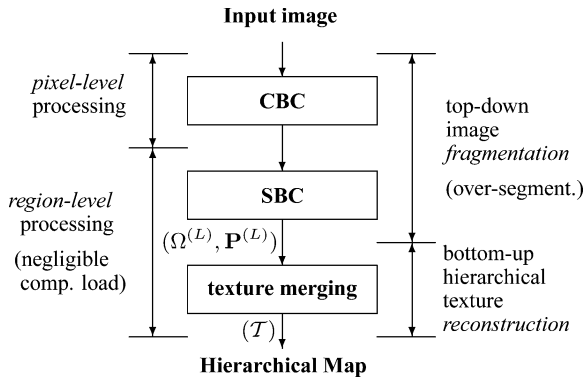 Input image
pixel-level
processing
CBC
top-down
image
fragmentation
(over-segment.)
region-level
processing
(negligible
comp. load)
SBC
(Ω^{(L)}, P^{(L)})
bottom-up
hierarchical
texture
reconstruction
texture merging
(𝒯)
Hierarchical Map